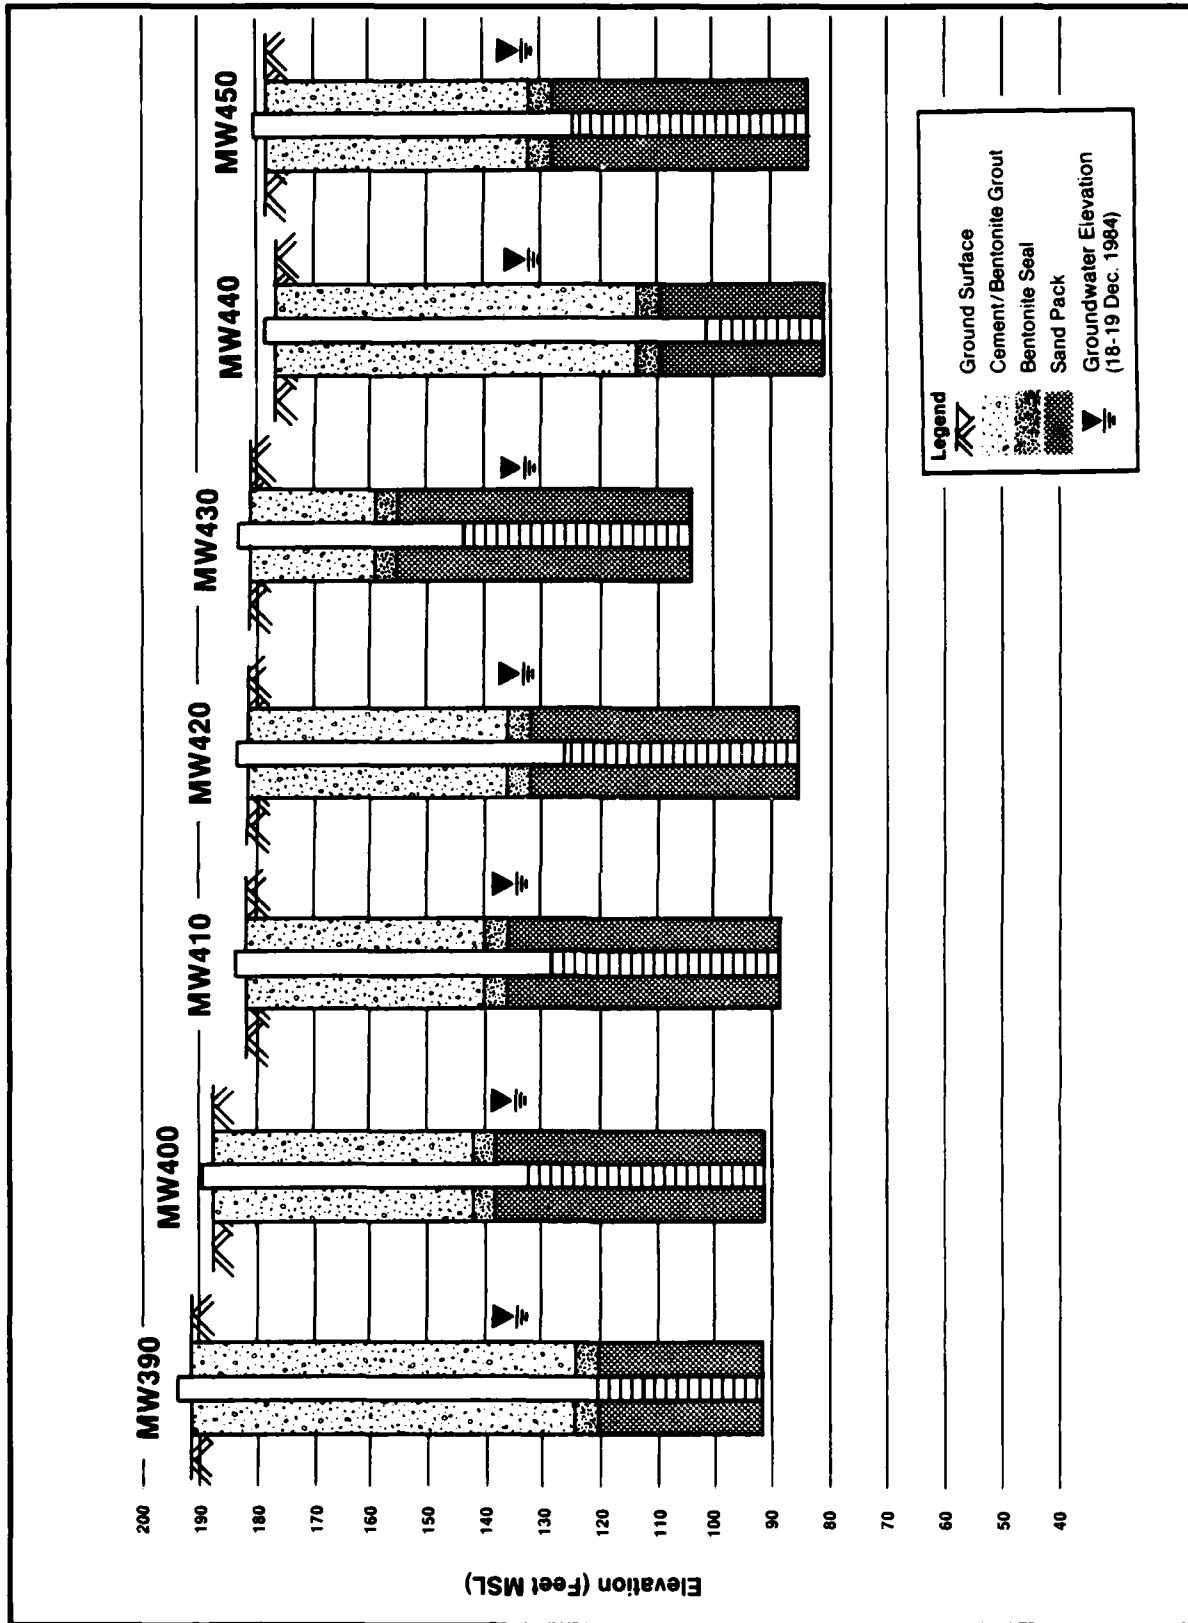 MW390
MW400
MW410
MW420
MW430
MW440
MW450
200
190
180
170
160
150
140
130
120
110
100
90
80
70
60
50
40
Elevation (Feet MSL)
Legend
Ground Surface
Cement/Bentonite Grout
Bentonite Seal
Sand Pack
Groundwater Elevation
(18-19 Dec. 1984)